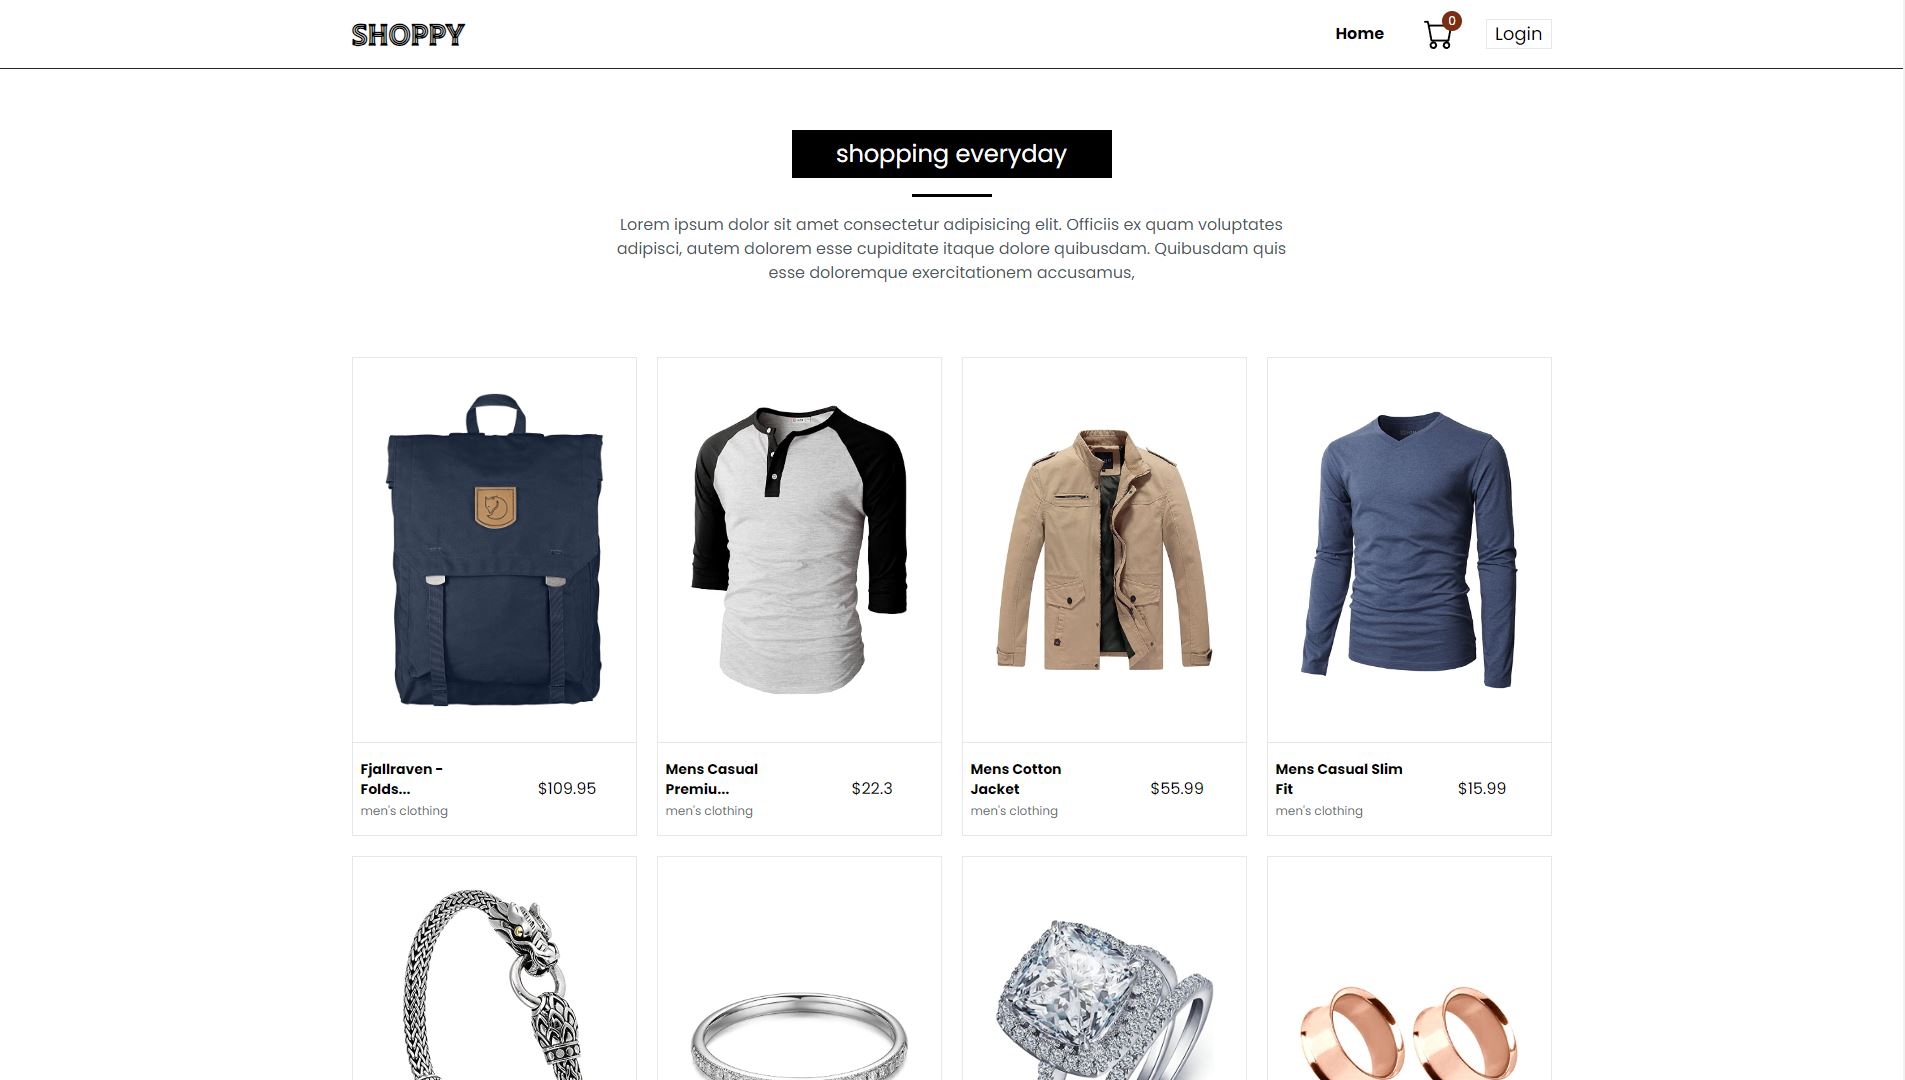 SHOPPY
Home
0
Login
shopping everyday
Lorem ipsum dolor sit amet consectetur adipisicing elit. Officiis ex quam voluptates
adipisci, autem dolorem esse cupiditate itaque dolore quibusdam. Quibusdam quis
esse doloremque exercitationem accusamus,
Fjallraven -
Folds...
men's clothing
$109.95
Mens Casual
Premiu...
men's clothing
$22.3
Mens Cotton
Jacket
men's clothing
$55.99
Mens Casual Slim
Fit
men's clothing
$15.99